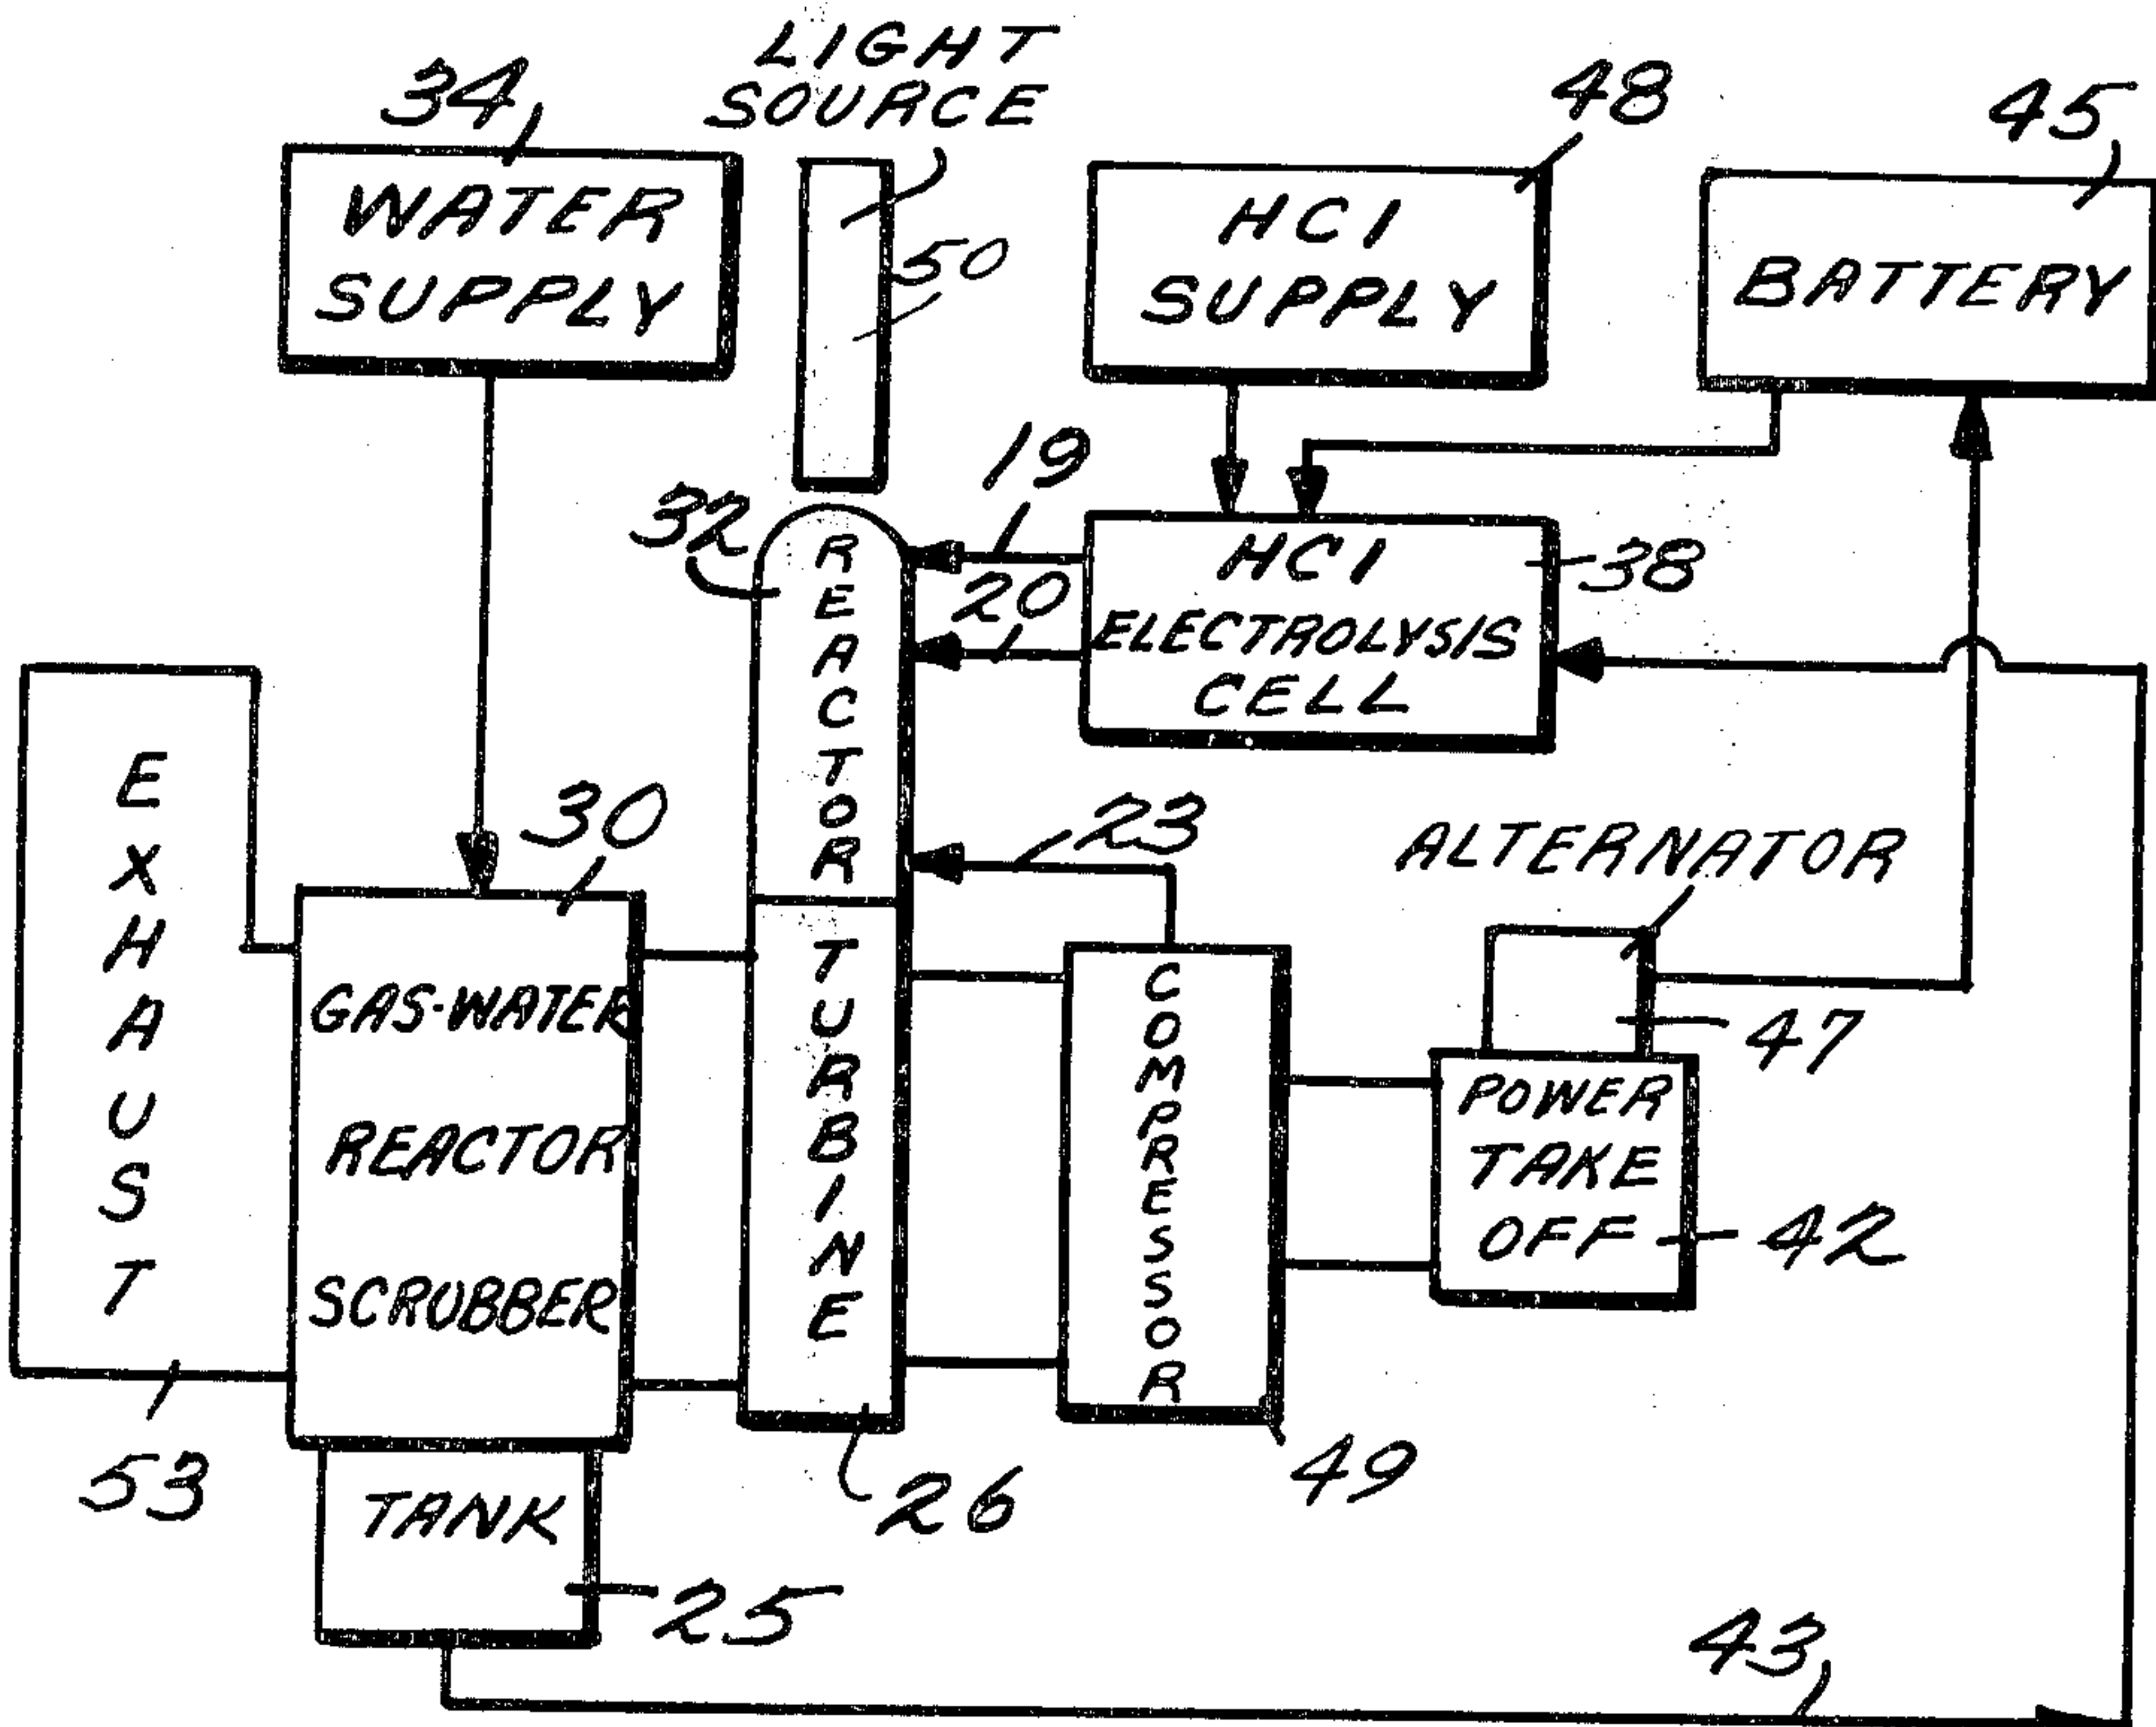 LIGHT
SOURCE
34
48
45
WATER
SUPPLY
50
HCl
SUPPLY
BATTERY
19
32
REACTOR
20
HCl
ELECTROLYSIS
CELL
38
EXHAUST
30
23
ALTERNATOR
GAS-WATER
REACTOR
SCRUBBER
TURBINE
COMPRESSOR
47
POWER
TAKE
OFF
42
53
TANK
26
49
25
43